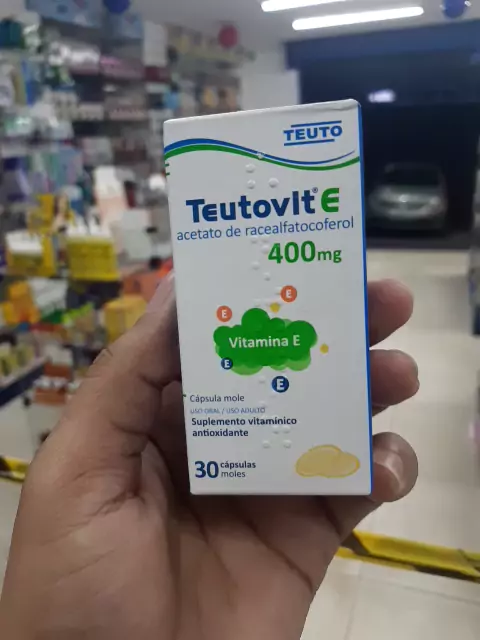 TEUTO
TEUTOVIT® E
acetato de racealfatocoferol
400mg
E
E
Vitamina E
E
E
Cápsula mole
USO ORAL / USO ADULTO
Suplemento vitamínico
antioxidante
30 cápsulas
moles